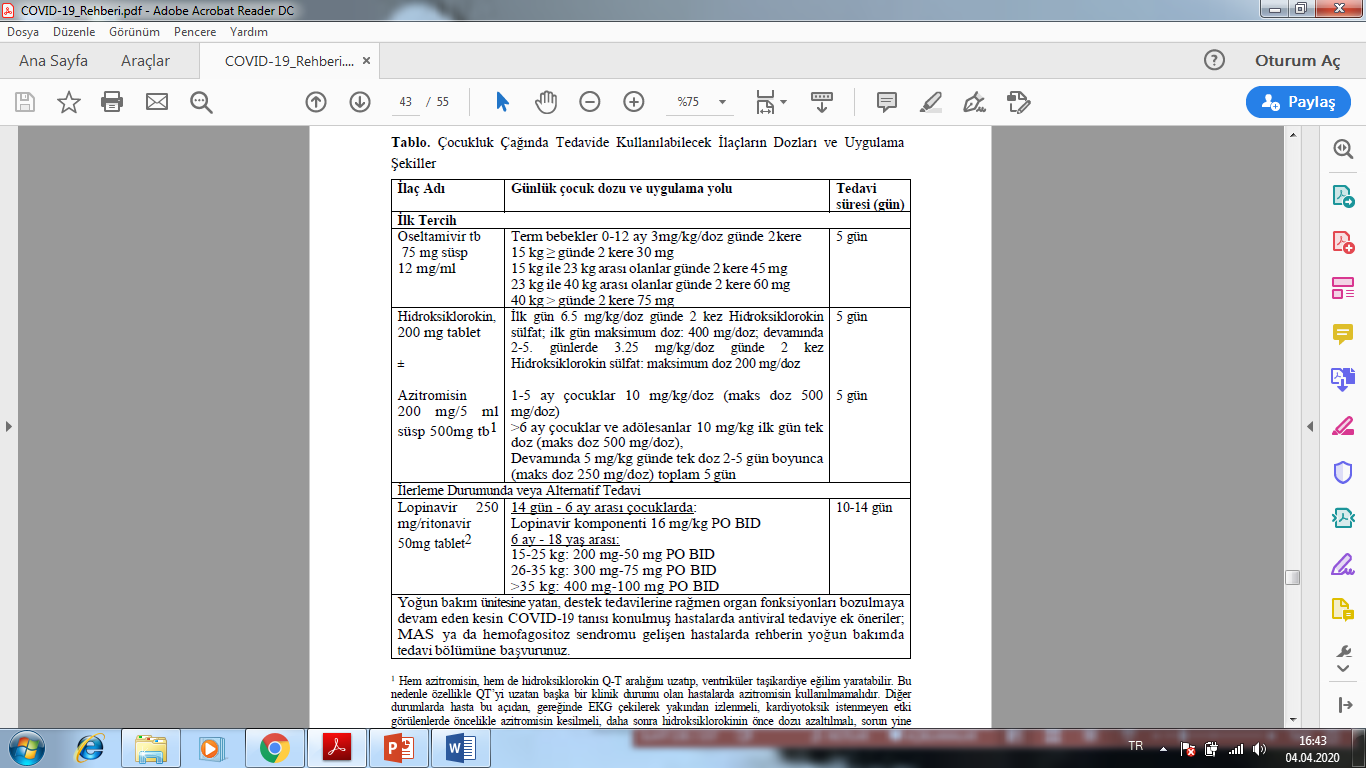 COVID-19_Rehberi.pdf - Adobe Acrobat Reader DC
Dosya Düzenle Görünüm Pencere Yardım
Ana Sayfa Araçlar COVID-19_Rehberi.... × Oturum Aç
43 / 55 %75 Paylaş
Tablo. Çocukluk Çağında Tedavide Kullanılabilecek İlaçların Dozları ve Uygulama
Şekiller
İlaç Adı
Günlük çocuk dozu ve uygulama yolu
Tedavi
süresi (gün)
İlk Tercih
Oseltamivir tb
75 mg süsp
12 mg/ml
Term bebekler 0-12 ay 3mg/kg/doz günde 2 kere
15 kg ≥ günde 2 kere 30 mg
15 kg ile 23 kg arası olanlar günde 2 kere 45 mg
23 kg ile 40 kg arası olanlar günde 2 kere 60 mg
40 kg > günde 2 kere 75 mg
5 gün
Hidroksiklorokin,
200 mg tablet
±
İlk gün 6.5 mg/kg/doz günde 2 kez Hidroksiklorokin
sülfat; ilk gün maksimum doz: 400 mg/doz; devamında
2-5. günlerde 3.25 mg/kg/doz günde 2 kez
Hidroksiklorokin sülfat: maksimum doz 200 mg/doz
5 gün
Azitromisin
200 mg/5 ml
süsp 500mg tb1
1-5 ay çocuklar 10 mg/kg/doz (maks doz 500
mg/doz)
>6 ay çocuklar ve adölesanlar 10 mg/kg ilk gün tek
doz (maks doz 500 mg/doz),
Devamında 5 mg/kg günde tek doz 2-5 gün boyunca
(maks doz 250 mg/doz) toplam 5 gün
5 gün
İlerleme Durumunda veya Alternatif Tedavi
Lopinavir 250
mg/ritonavir
50mg tablet2
14 gün - 6 ay arası çocuklarda:
Lopinavir komponenti 16 mg/kg PO BID
6 ay - 18 yaş arası:
15-25 kg: 200 mg-50 mg PO BID
26-35 kg: 300 mg-75 mg PO BID
>35 kg: 400 mg-100 mg PO BID
10-14 gün
Yoğun bakım ünitesine yatan, destek tedavilerine rağmen organ fonksiyonları bozulmaya
devam eden kesin COVID-19 tanısı konulmuş hastalarda antiviral tedaviye ek öneriler;
MAS ya da hemofagositoz sendromu gelişen hastalarda rehberin yoğun bakımda
tedavi bölümüne başvurunuz.
1 Hem azitromisin, hem de hidroksiklorokin Q-T aralığını uzatıp, ventriküler taşikardiye eğilim yaratabilir. Bu
nedenle özellikle QT'yi uzatan başka bir klinik durumu olan hastalarda azitromisin kullanılmamalıdır. Diğer
durumlarda hasta bu açıdan, gereğinde EKG çekilerek yakından izlenmeli, kardiyotoksik istenmeyen etki
görülenlerde öncelikle azitromisin kesilmeli, daha sonra hidroksiklorokinin önce dozu azaltılmalı, sorun yine
TR 16:43
04.04.2020